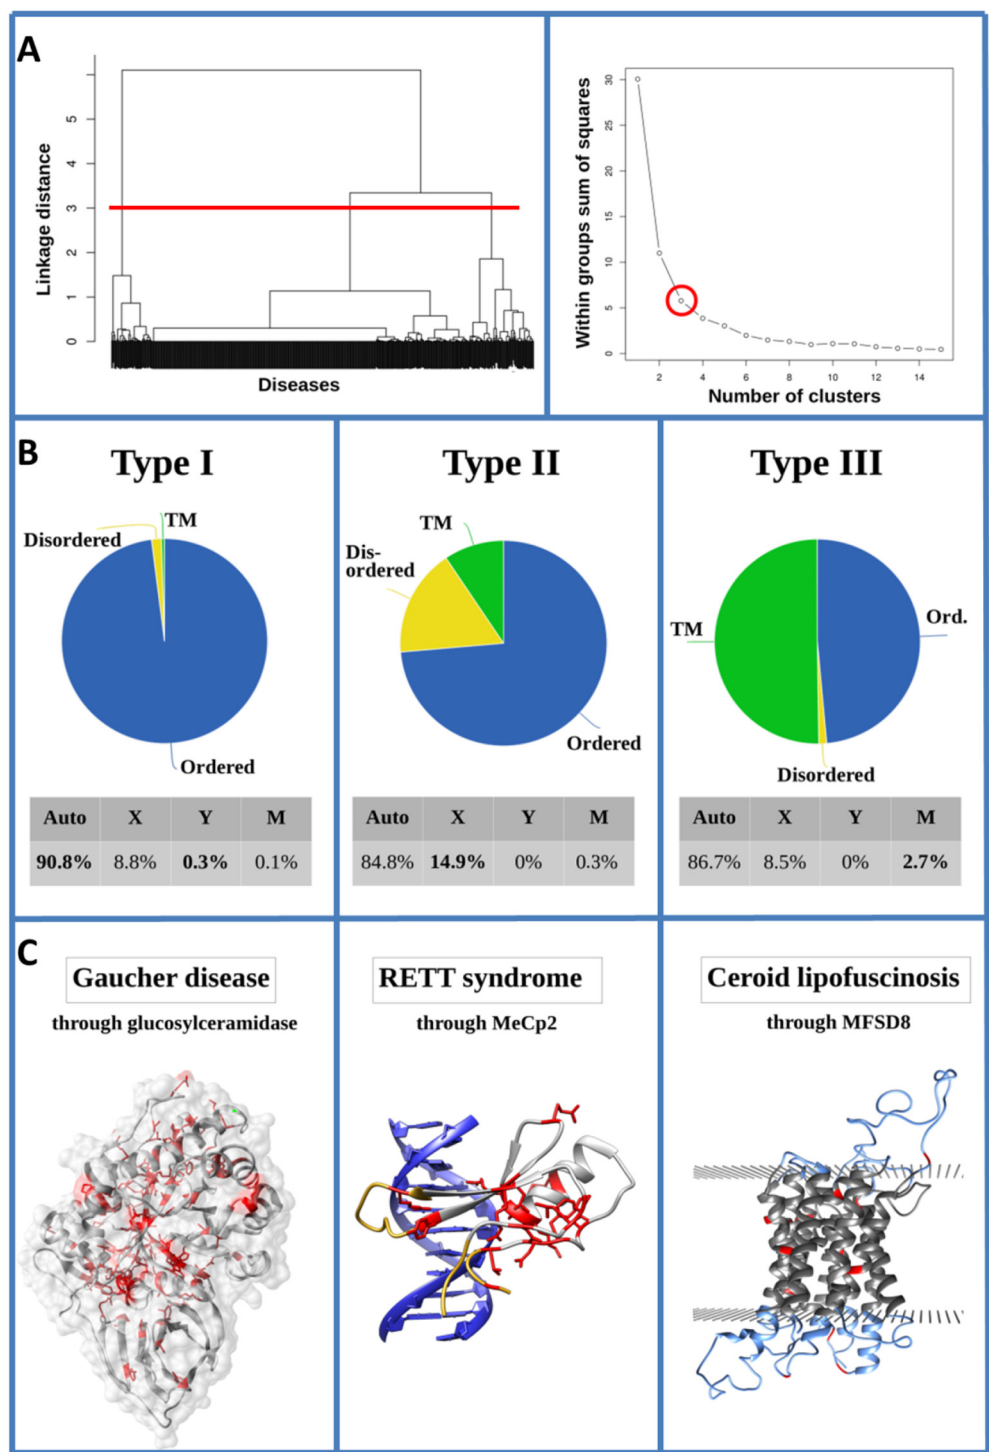 A
Linkage distance
5
4
3
2
1
0
Diseases
Within groups sum of squares
30
25
20
15
10
5
0
2 4 6 8 10 12 14
Number of clusters
B
Type I
TM
Disordered
Ordered
Auto X Y M
90.8% 8.8% 0.3% 0.1%
Type II
TM
Dis-
ordered
Ordered
Auto X Y M
84.8% 14.9% 0% 0.3%
Type III
Ord.
TM
Disordered
Auto X Y M
86.7% 8.5% 0% 2.7%
C
Gaucher disease
through glucosylceramidase
RETT syndrome
through MeCp2
Ceroid lipofuscinosis
through MFSD8